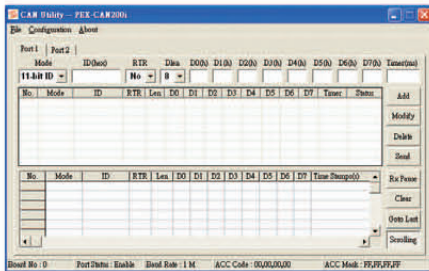 CAN Utility -- PEX-CAN200i
File Configuration About
Port 1 Port 2
Mode ID(hex) RTR Dlen D0(h) D1(h) D2(h) D3(h) D4(h) D5(h) D6(h) D7(h) Timer(ms)
11-bit ID No 8
No. Mode ID RTR Len D0 D1 D2 D3 D4 D5 D6 D7 Timer Status
Add
Modify
Delete
Send
No. Mode ID RTR Len D0 D1 D2 D3 D4 D5 D6 D7 Time Stamps(s)
Rx Pause
Clear
Goto Last
Scrolling
Board No : 0 Port Status : Enable Baud Rate : 1 M ACC Code : 00,00,00,00 ACC Mask : FF,FF,FF,FF